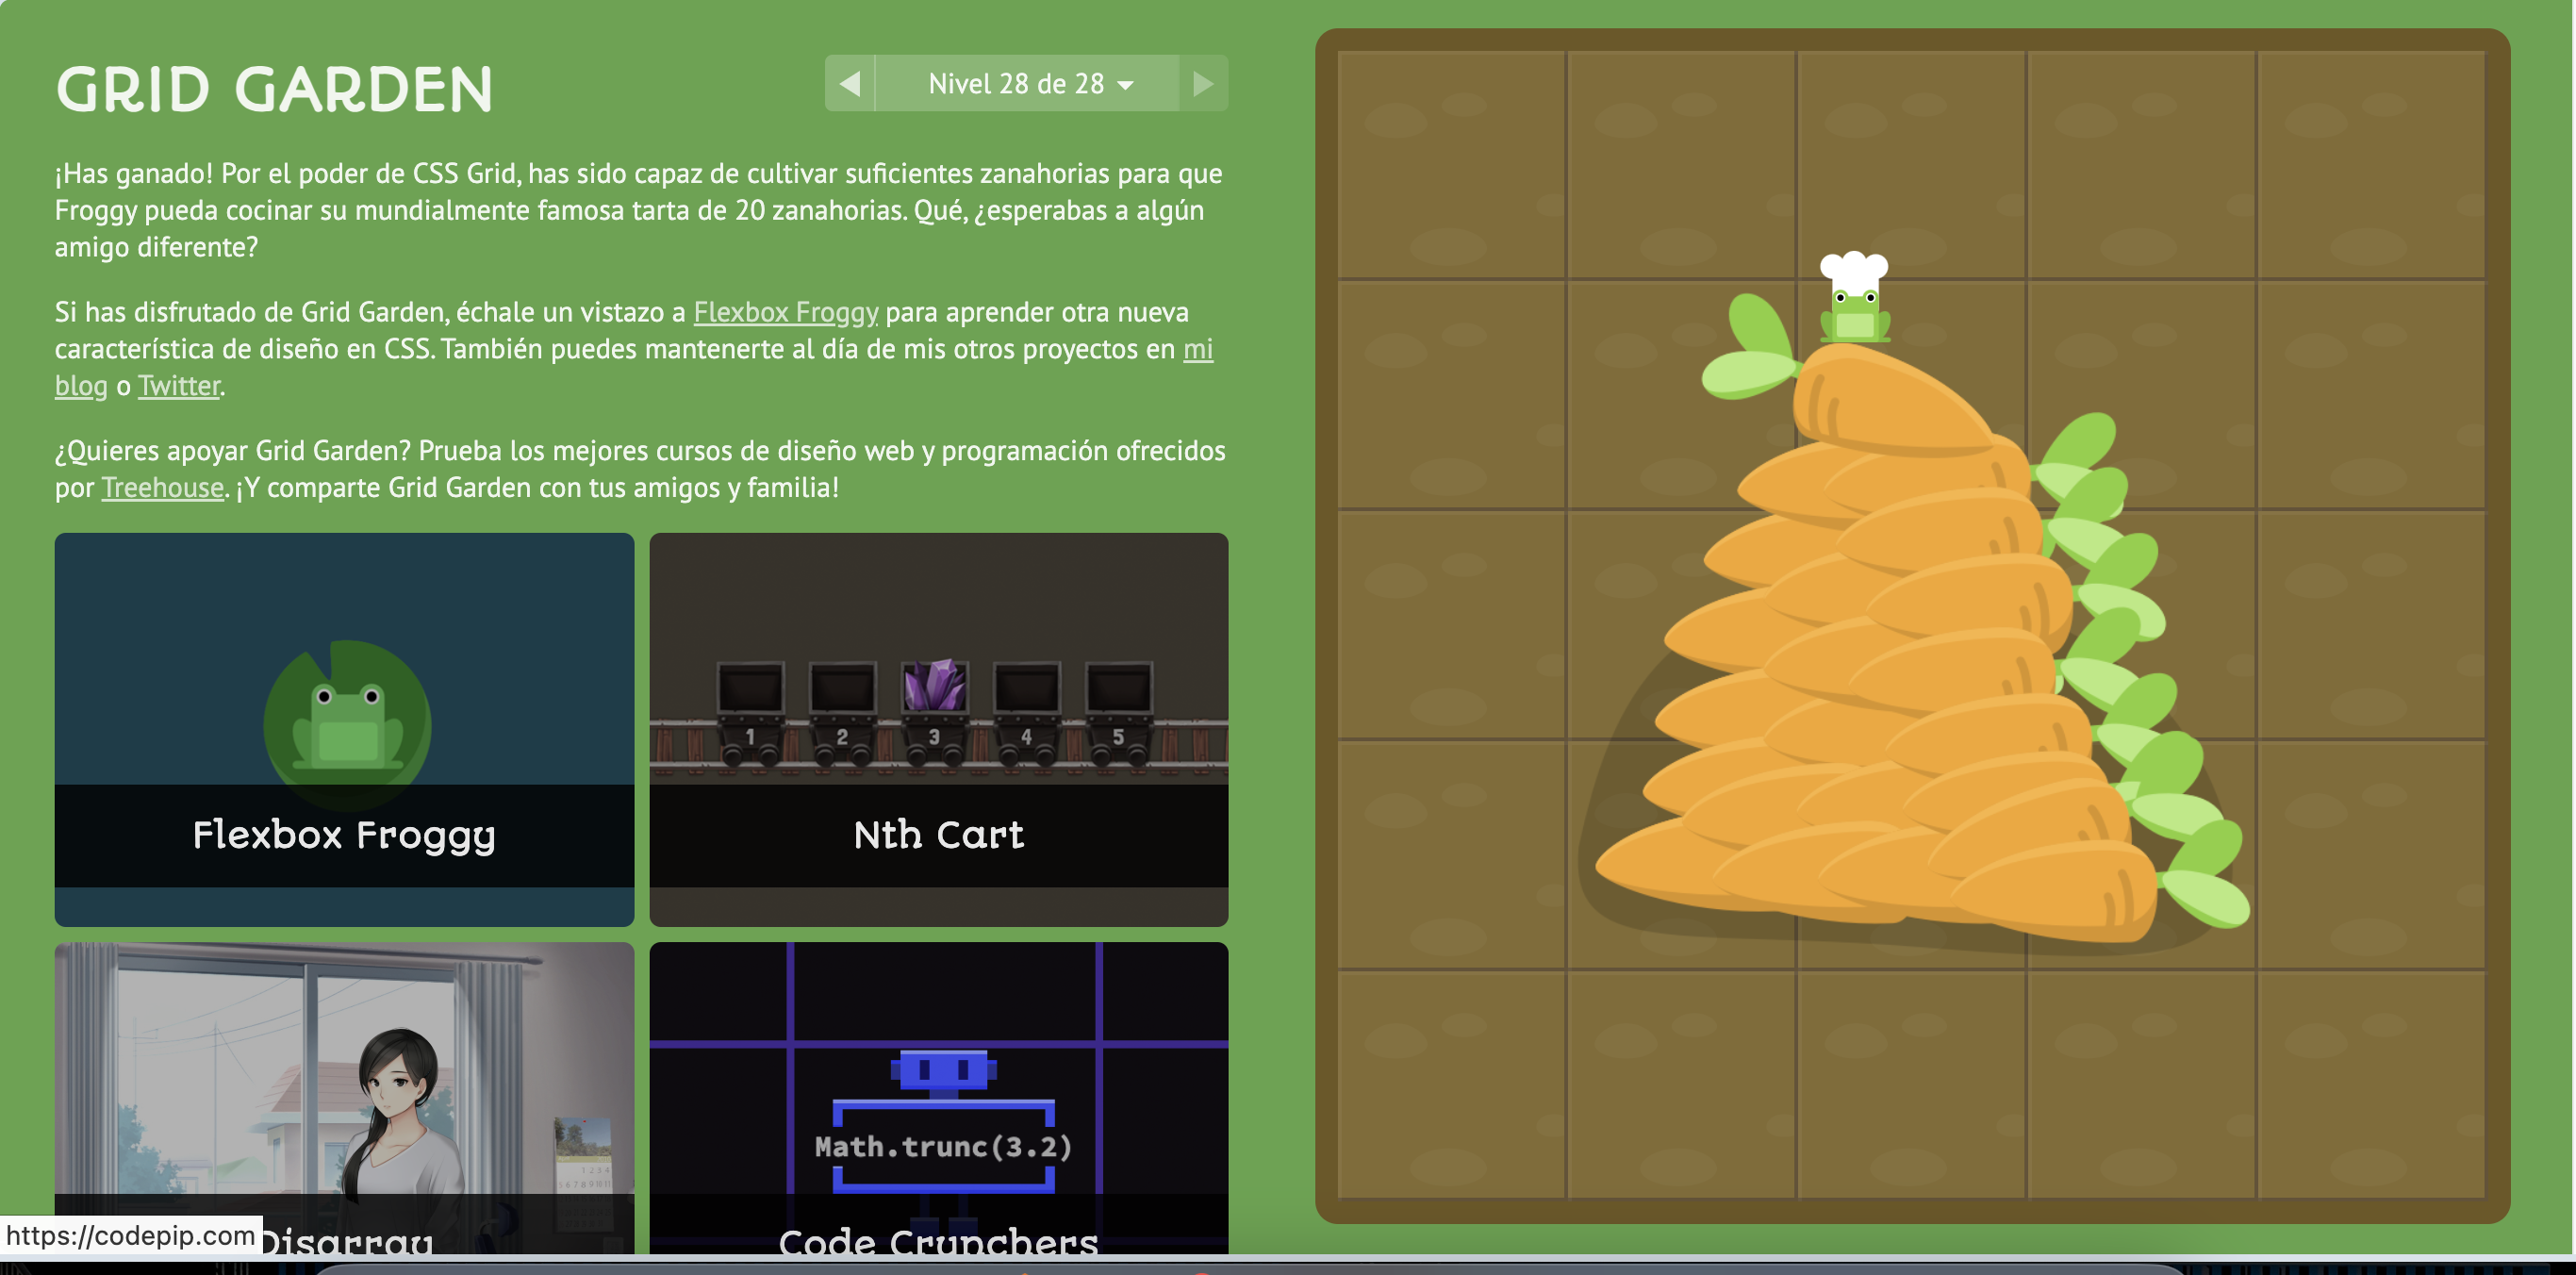 GRID GARDEN
Nivel 28 de 28
¡Has ganado! Por el poder de CSS Grid, has sido capaz de cultivar suficientes zanahorias para que
Froggy pueda cocinar su mundialmente famosa tarta de 20 zanahorias. Qué, ¿esperabas a algún
amigo diferente?
Si has disfrutado de Grid Garden, échale un vistazo a Flexbox Froggy para aprender otra nueva
característica de diseño en CSS. También puedes mantenerte al día de mis otros proyectos en mi
blog o Twitter.
¿Quieres apoyar Grid Garden? Prueba los mejores cursos de diseño web y programación ofrecidos
por Treehouse. ¡Y comparte Grid Garden con tus amigos y familia!
Flexbox Froggy
1 2 3 4 5
Nth Cart
Math.trunc(3.2)
https://codepip.com
Disarray
Code Crunchers